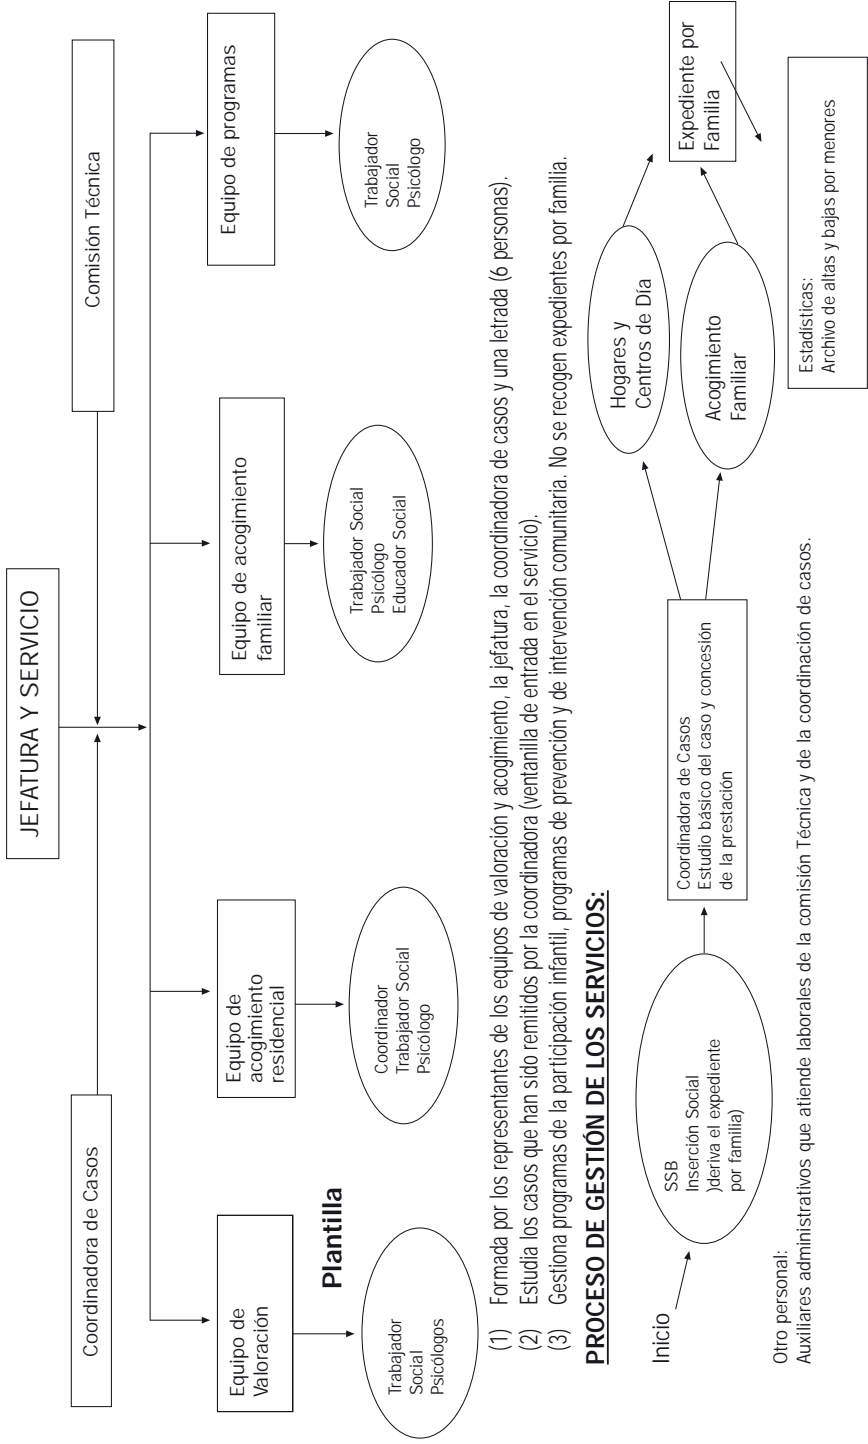 JEFATURA Y SERVICIO
Coordinadora de Casos
Comisión Técnica
Equipo de
Valoración
Equipo de
acogimiento
residencial
Equipo de acogimiento
familiar
Equipo de programas
Plantilla
Trabajador
Social
Psicólogos
Coordinador
Trabajador Social
Psicólogo
Trabajador Social
Psicólogo
Educador Social
Trabajador
Social
Psicólogo
(1) Formada por los representantes de los equipos de valoración y acogimiento, la jefatura, la coordinadora de casos y una letrada (6 personas).
(2) Estudia los casos que han sido remitidos por la coordinadora (ventanilla de entrada en el servicio).
(3) Gestiona programas de la participación infantil, programas de prevención y de intervención comunitaria. No se recogen expedientes por familia.
PROCESO DE GESTIÓN DE LOS SERVICIOS:
Inicio
SSB
Inserción Social
)deriva el expediente
por familia)
Coordinadora de Casos
Estudio básico del caso y concesión
de la prestación
Hogares y
Centros de Día
Acogimiento
Familiar
Expediente por
Familia
Estadísticas:
Archivo de altas y bajas por menores
Otro personal:
Auxiliares administrativos que atiende laborales de la comisión Técnica y de la coordinación de casos.